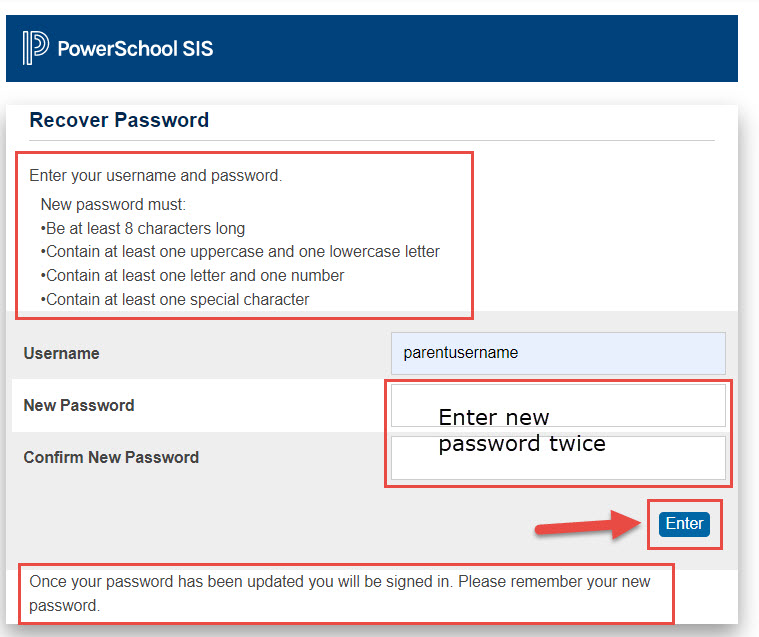 PowerSchool SIS
Recover Password
Enter your username and password.
New password must:
•Be at least 8 characters long
•Contain at least one uppercase and one lowercase letter
•Contain at least one letter and one number
•Contain at least one special character
Username
parentusername
New Password
Enter new
password twice
Confirm New Password
Enter
Once your password has been updated you will be signed in. Please remember your new
password.